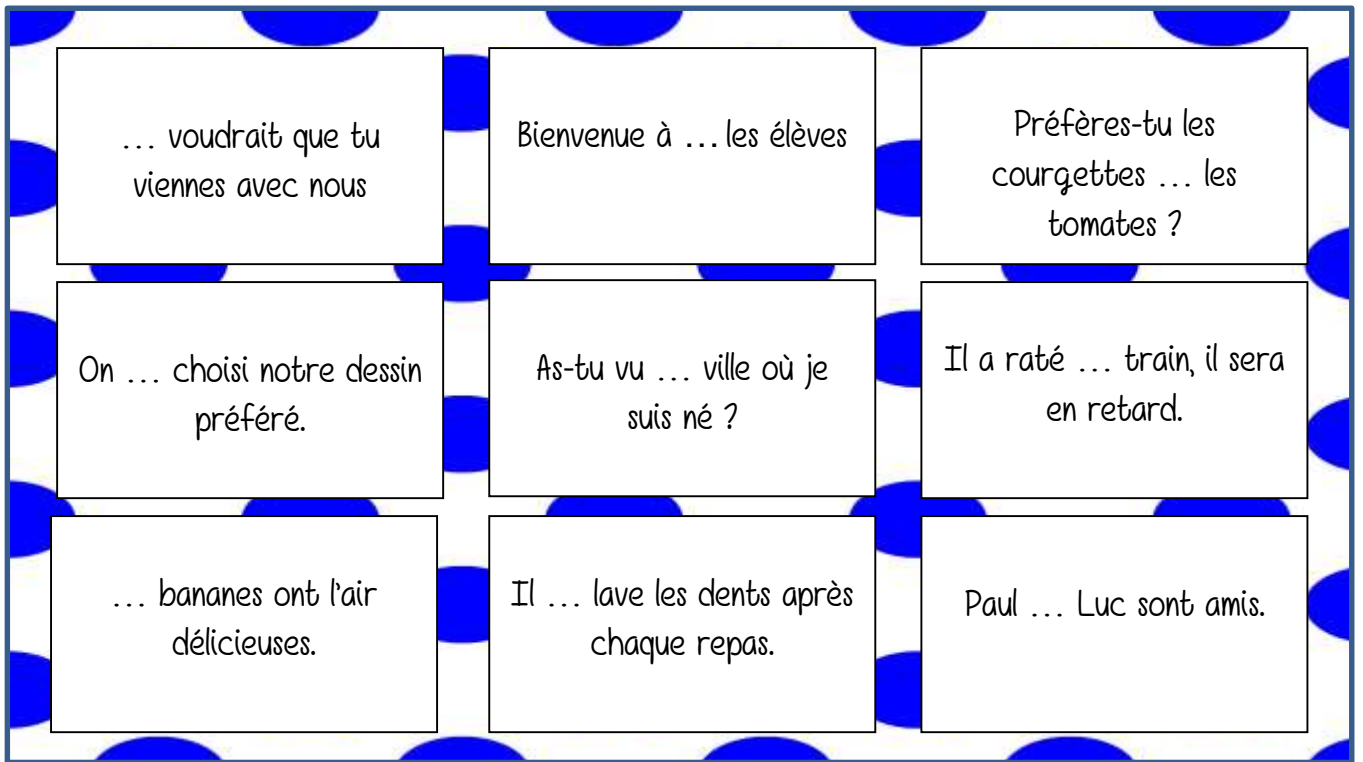 … voudrait que tu
viennes avec nous
Bienvenue à … les élèves
Préfères-tu les
courgettes … les
tomates ?
On … choisi notre dessin
préféré.
As-tu vu … ville où je
suis né ?
Il a raté … train, il sera
en retard.
… bananes ont l'air
délicieuses.
Il … lave les dents après
chaque repas.
Paul … Luc sont amis.